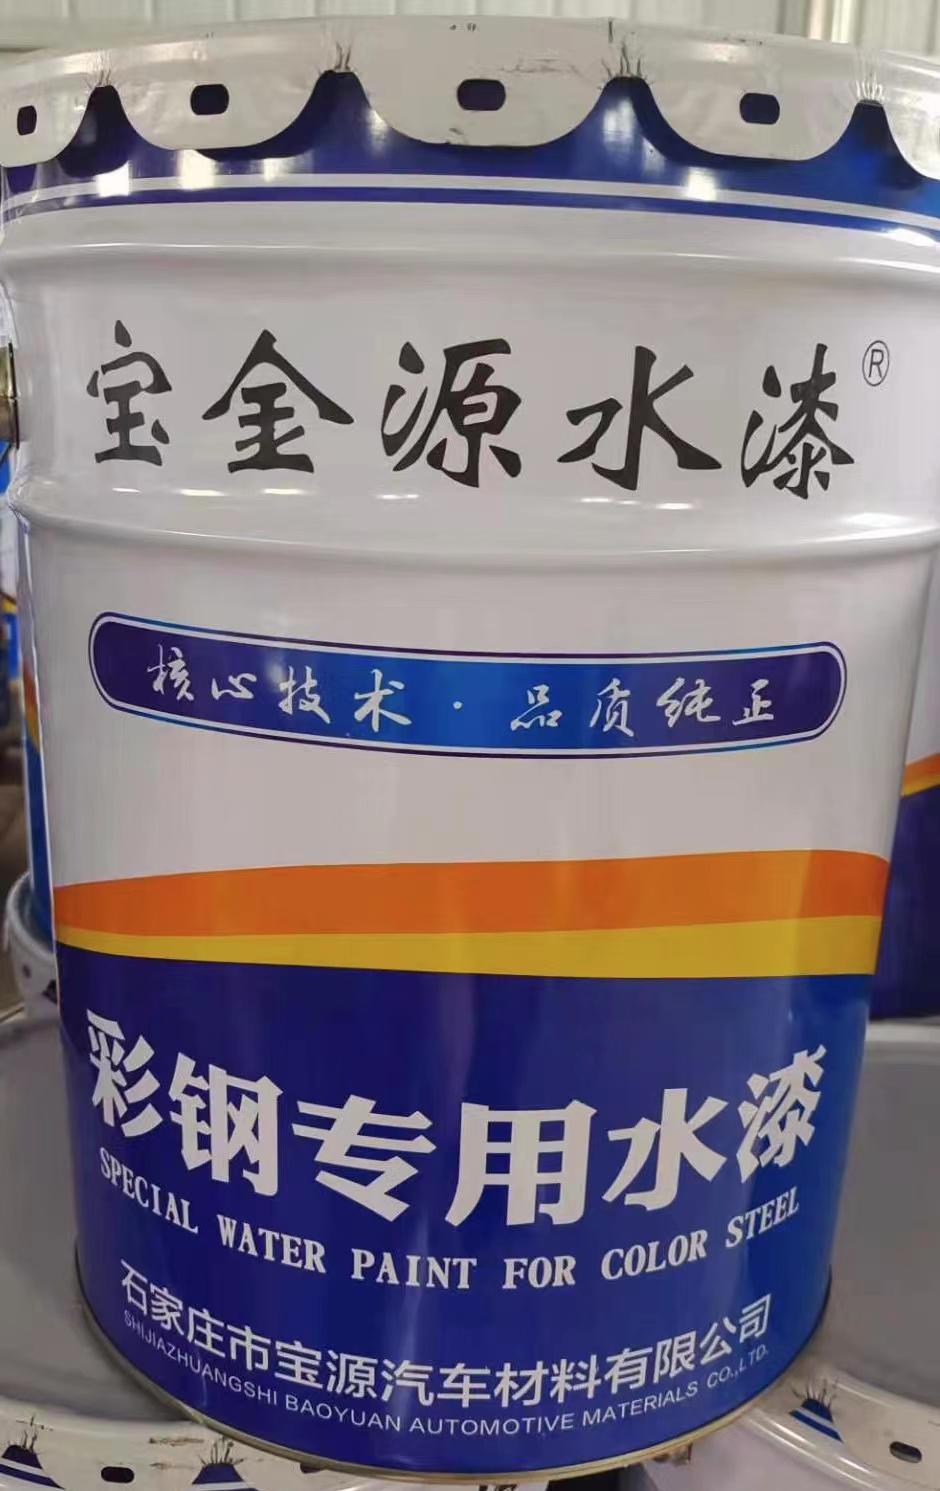 宝金源水漆®
核心技术·品质纯正
彩钢专用水漆
SPECIAL WATER PAINT FOR COLOR STEEL
石家庄市宝源汽车材料有限公司
SHIJIAZHUANGSHI BAOYUAN AUTOMOTIVE MATERIALS CO.,LTD.